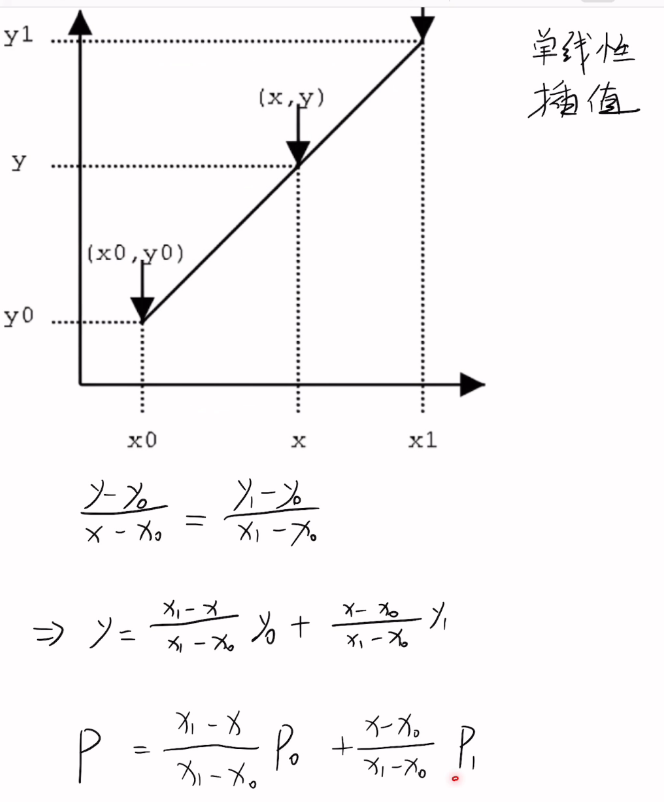 y1
单线性
插值
(x,y)
y
(x0,y0)
y0
x0 x x1
(y-y₀)/(x-x₀) = (y₁-y₀)/(x₁-x₀)
⇒ y = (x₁-x)/(x₁-x₀) y₀ + (x-x₀)/(x₁-x₀) y₁
P = (x₁-x)/(x₁-x₀) P₀ + (x-x₀)/(x₁-x₀) P₁